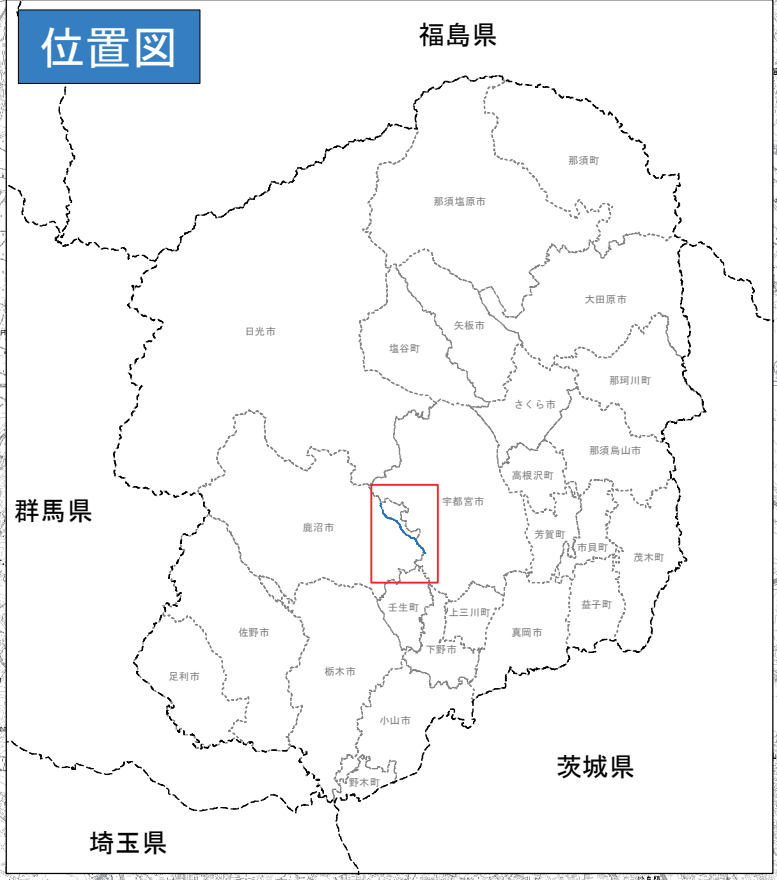 位置図
福島県
那須町
那須塩原市
大田原市
日光市
矢板市
塩谷町
那珂川町
さくら市
那須烏山市
高根沢町
宇都宮市
群馬県
鹿沼市
芳賀町
市貝町
茂木町
壬生町
上三川町
益子町
佐野市
真岡市
下野市
栃木市
足利市
小山市
茨城県
野木町
埼玉県